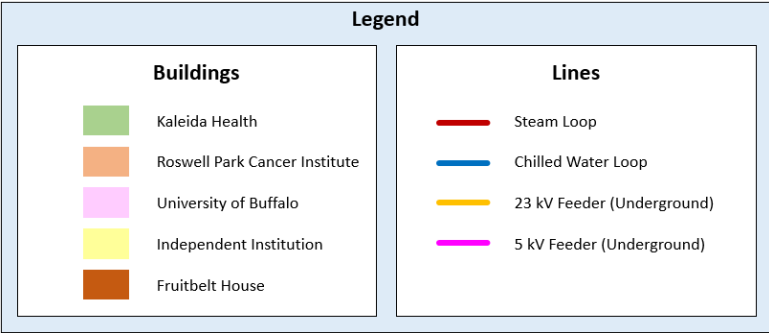 Legend
Buildings
Kaleida Health
Roswell Park Cancer Institute
University of Buffalo
Independent Institution
Fruitbelt House
Lines
Steam Loop
Chilled Water Loop
23 kV Feeder (Underground)
5 kV Feeder (Underground)